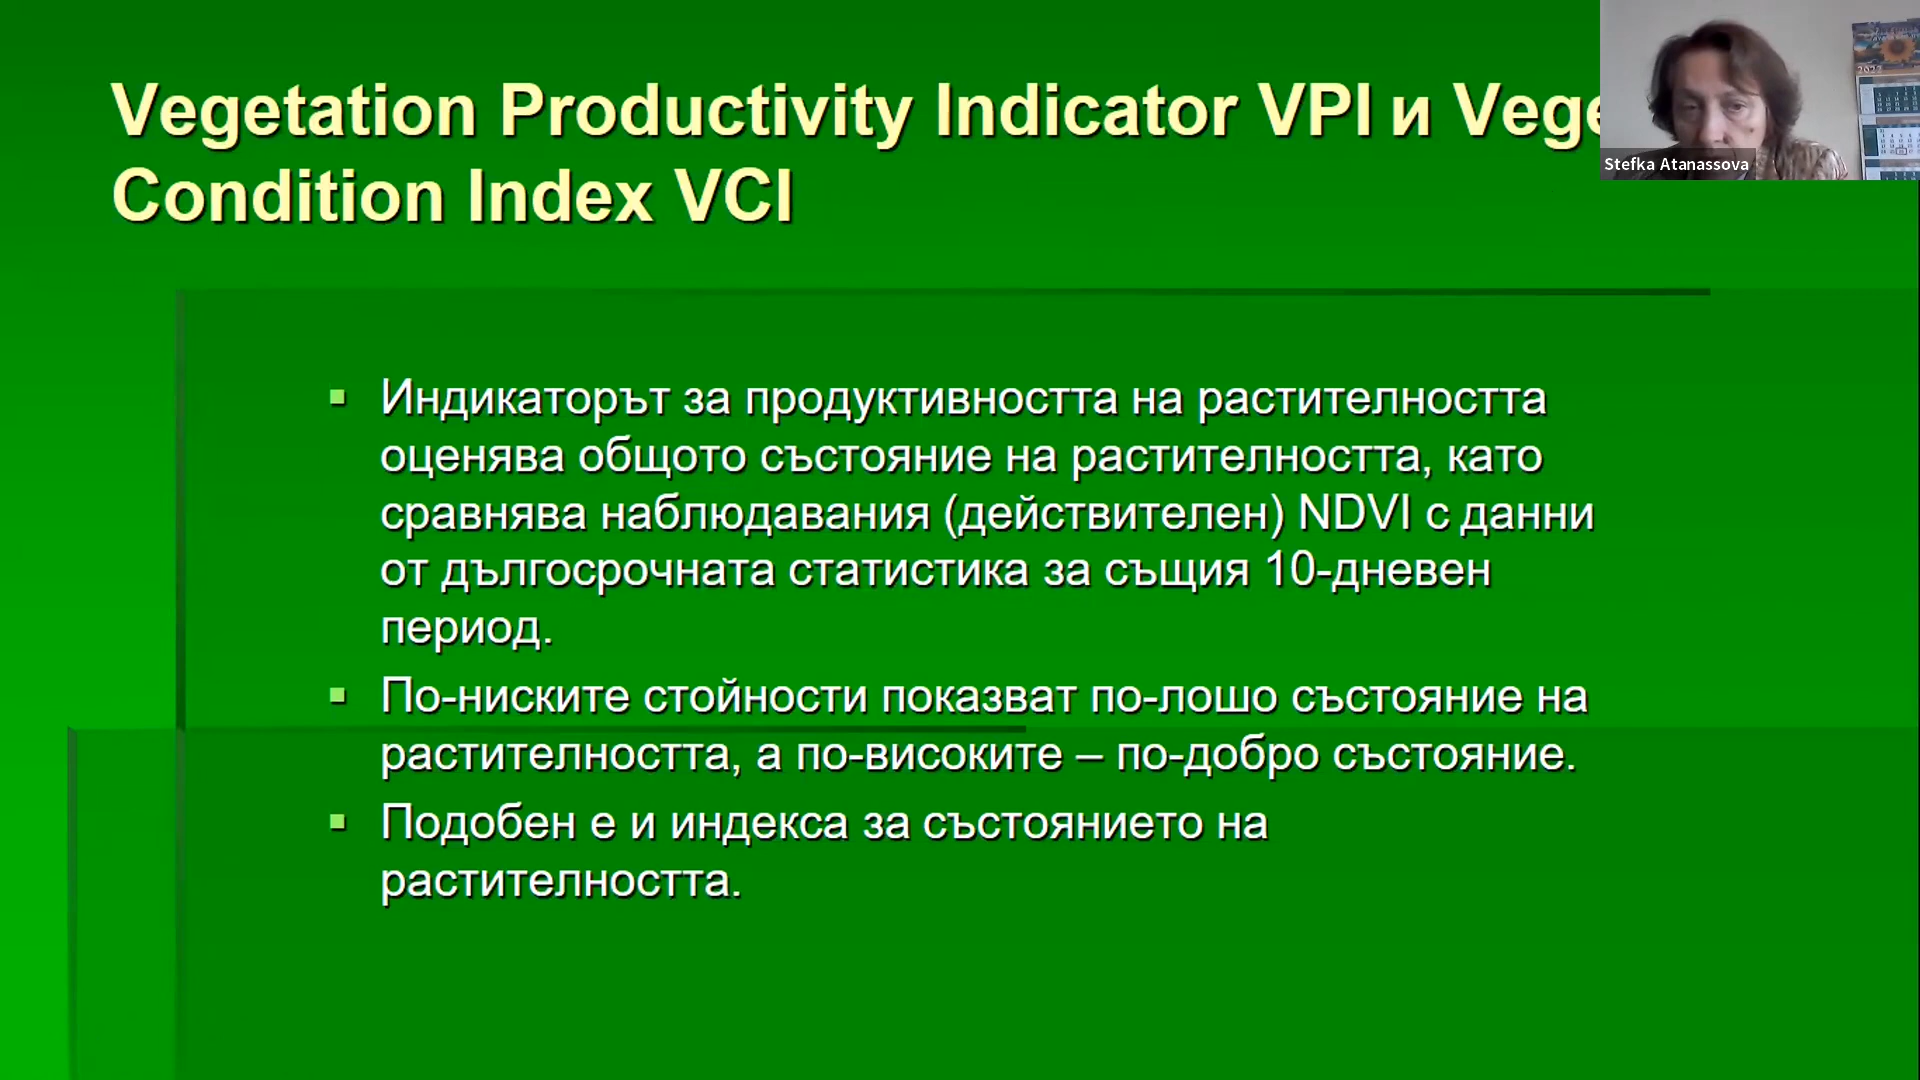 Vegetation Productivity Indicator VPI и Vege
Condition Index VCI
Stefka Atanassova
Индикаторът за продуктивността на растителността
оценява общото състояние на растителността, като
сравнява наблюдавания (действителен) NDVI с данни
от дългосрочната статистика за същия 10-дневен
период.
По-ниските стойности показват по-лошо състояние на
растителността, а по-високите – по-добро състояние.
Подобен е и индекса за състоянието на
растителността.